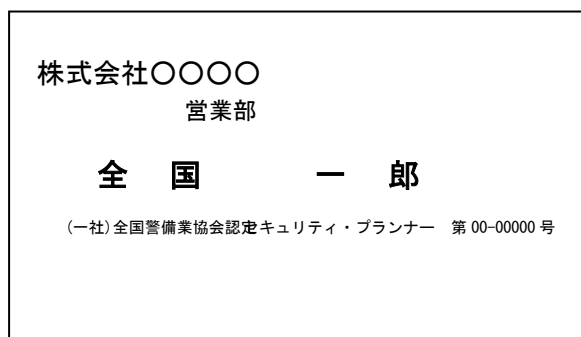 株式会社〇〇〇〇
営業部
全国　一郎
(一社)全国警備業協会認定セキュリティ・プランナー　第 00-00000 号